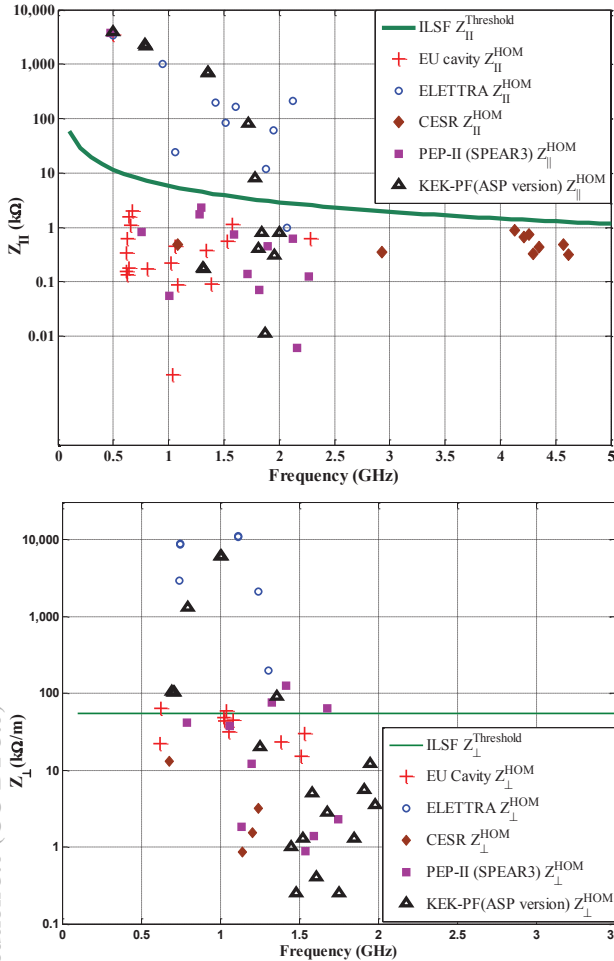 10,000
1,000
100
10
1
0.1
0.01
Z_II (kΩ)
ILSF Z_II^Threshold
EU cavity Z_II^HOM
ELETTRA Z_II^HOM
CESR Z_II^HOM
PEP-II (SPEAR3) Z_||^HOM
KEK-PF(ASP version) Z_||^HOM
0 0.5 1 1.5 2 2.5 3 3.5 4 4.5 5
Frequency (GHz)
10,000
1,000
100
10
1
0.1
Z_⊥ (kΩ/m)
ILSF Z_⊥^Threshold
EU Cavity Z_⊥^HOM
ELETTRA Z_⊥^HOM
CESR Z_⊥^HOM
PEP-II (SPEAR3) Z_⊥^HOM
KEK-PF(ASP version) Z_⊥^HOM
0 0.5 1 1.5 2 2.5 3 3.5
Frequency (GHz)